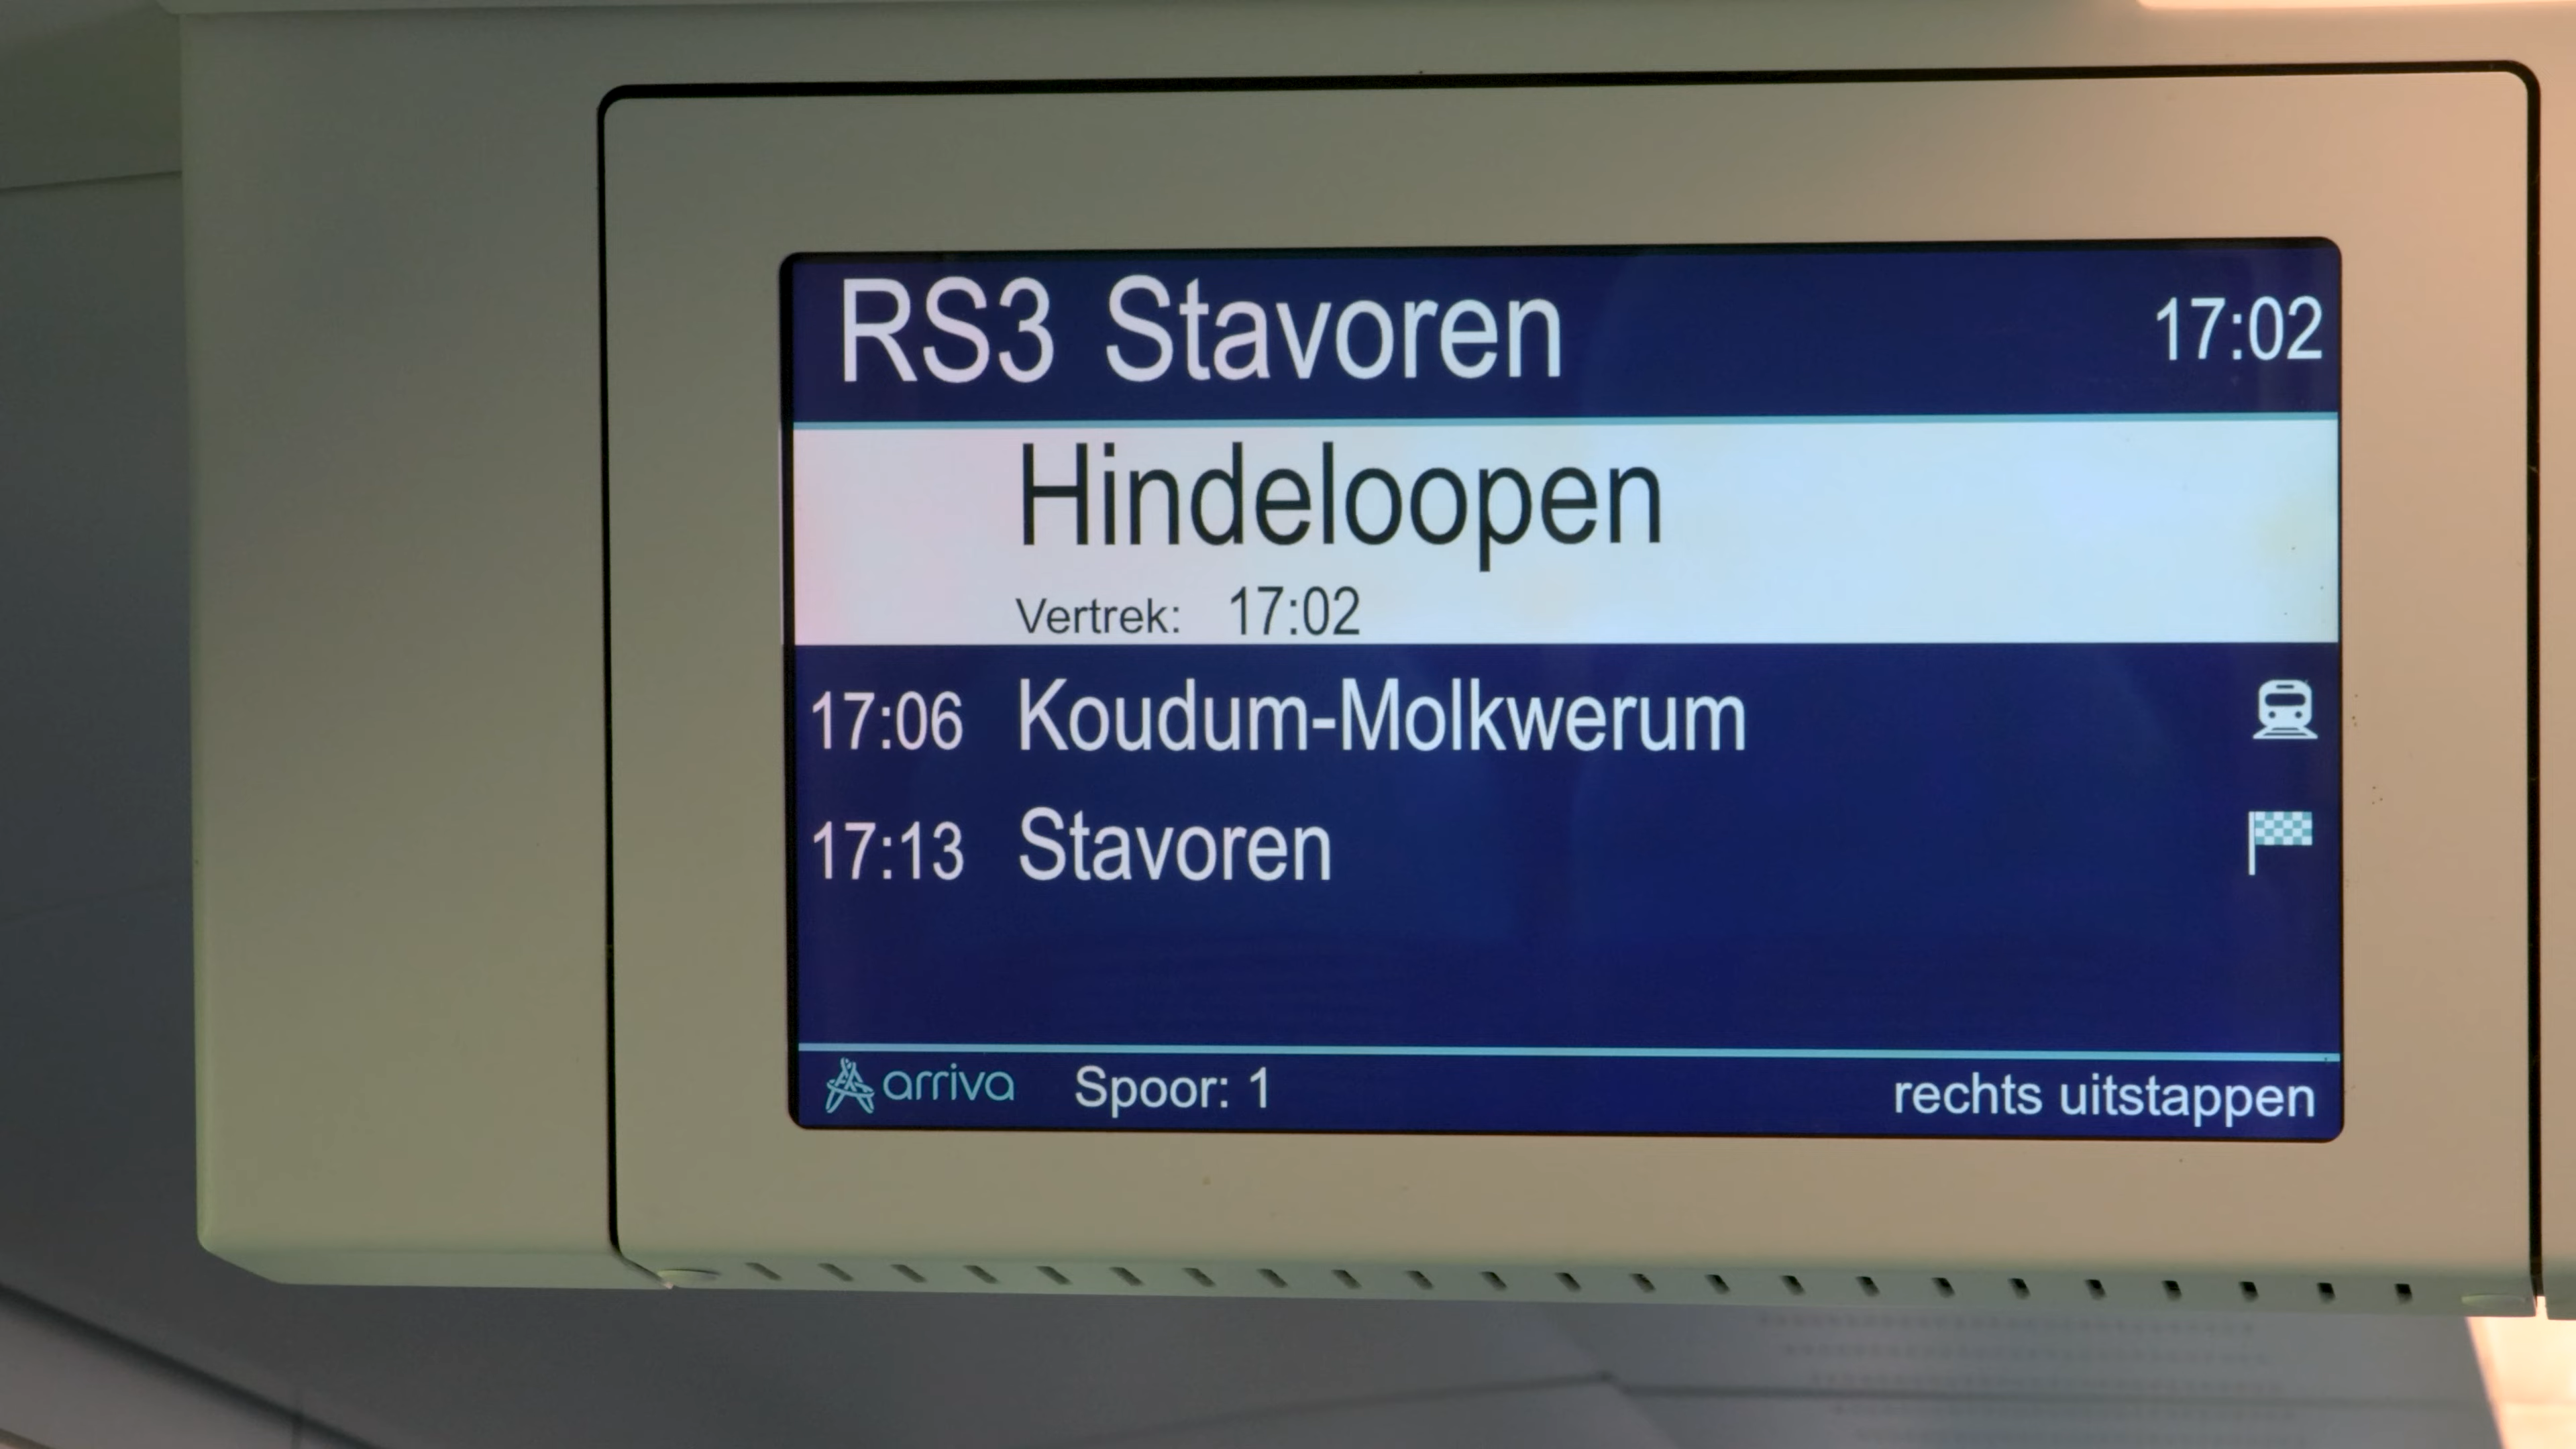 RS3 Stavoren 17:02
Hindeloopen
Vertrek: 17:02
17:06 Koudum-Molkwerum
17:13 Stavoren
arriva Spoor: 1 rechts uitstappen